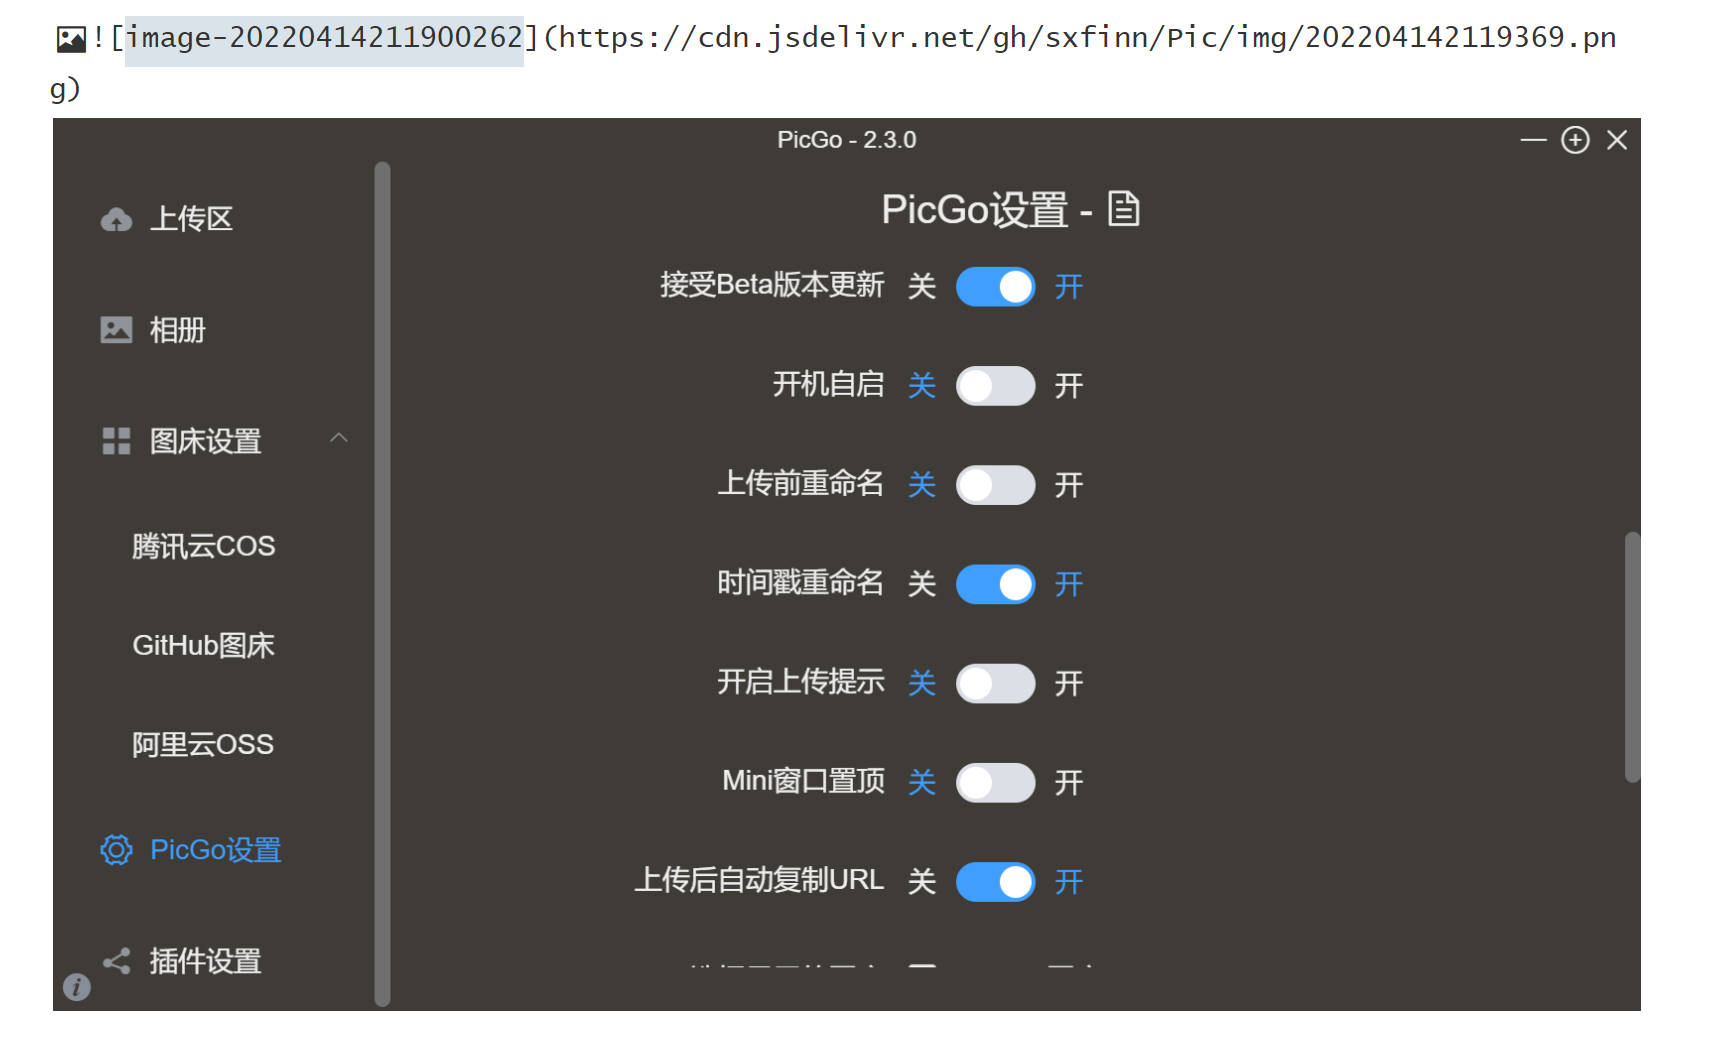 ![image-20220414211900262](https://cdn.jsdelivr.net/gh/sxfinn/Pic/img/202204142119369.pn
g)
PicGo - 2.3.0
上传区
相册
图床设置
腾讯云COS
GitHub图床
阿里云OSS
PicGo设置
插件设置
PicGo设置 -
接受Beta版本更新 关 开
开机自启 关 开
上传前重命名 关 开
时间戳重命名 关 开
开启上传提示 关 开
Mini窗口置顶 关 开
上传后自动复制URL 关 开